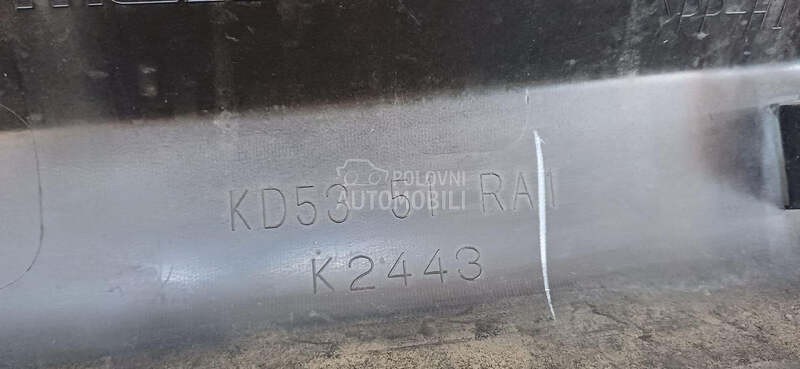 KD53 51 RA1
K2443
POLOVNI
AUTOMOBILI